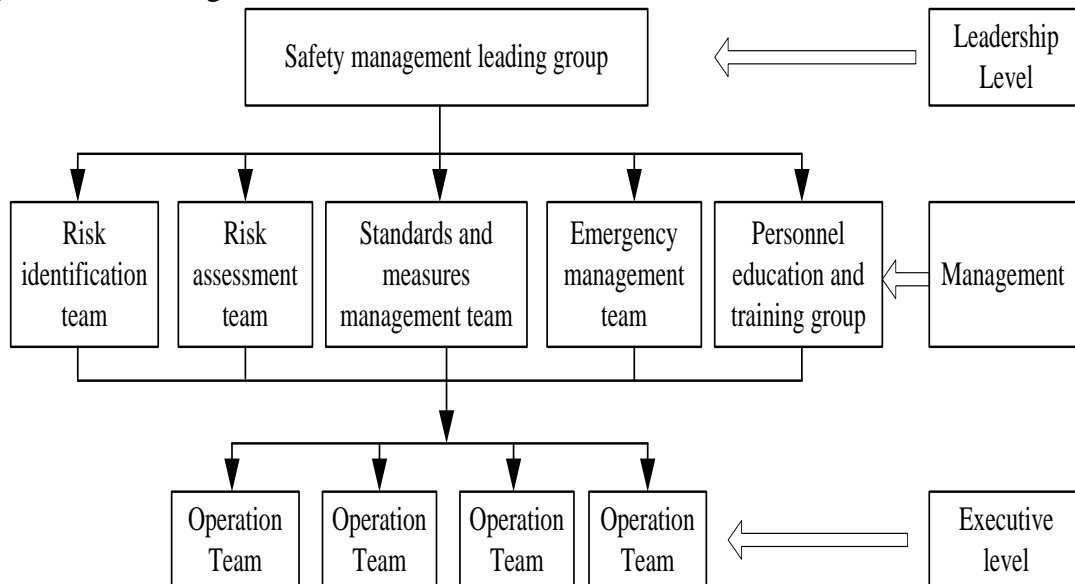 Safety management leading group
Leadership
Level
Risk
identification
team
Risk
assessment
team
Standards and
measures
management team
Emergency
management
team
Personnel
education and
training group
Management
Operation
Team
Operation
Team
Operation
Team
Operation
Team
Executive
level